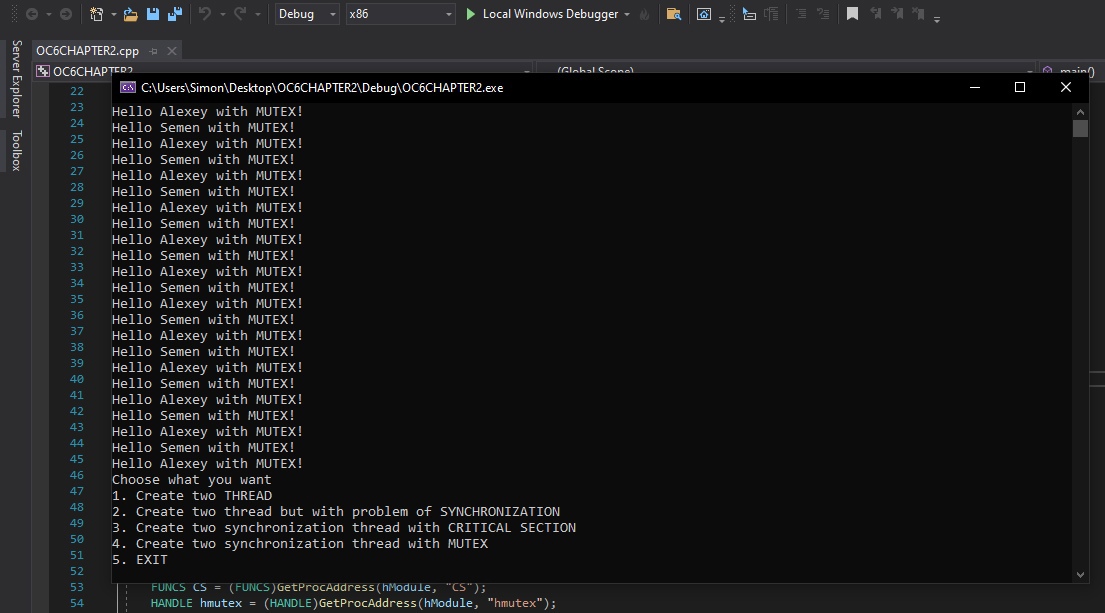 Debug
x86
Local Windows Debugger
OC6CHAPTER2.cpp
OC6CHAPTER2
(Global Scope)
main()
Server Explorer
Toolbox
C:\Users\Simon\Desktop\OC6CHAPTER2\Debug\OC6CHAPTER2.exe
22
23
24
25
26
27
28
29
30
31
32
33
34
35
36
37
38
39
40
41
42
43
44
45
46
47
48
49
50
51
52
Hello Alexey with MUTEX!
Hello Semen with MUTEX!
Hello Alexey with MUTEX!
Hello Semen with MUTEX!
Hello Alexey with MUTEX!
Hello Semen with MUTEX!
Hello Alexey with MUTEX!
Hello Semen with MUTEX!
Hello Alexey with MUTEX!
Hello Semen with MUTEX!
Hello Alexey with MUTEX!
Hello Semen with MUTEX!
Hello Alexey with MUTEX!
Hello Semen with MUTEX!
Hello Alexey with MUTEX!
Hello Semen with MUTEX!
Hello Alexey with MUTEX!
Hello Semen with MUTEX!
Hello Alexey with MUTEX!
Hello Semen with MUTEX!
Hello Alexey with MUTEX!
Hello Semen with MUTEX!
Hello Alexey with MUTEX!
Choose what you want
1. Create two THREAD
2. Create two thread but with problem of SYNCHRONIZATION
3. Create two synchronization thread with CRITICAL SECTION
4. Create two synchronization thread with MUTEX
5. EXIT
53 FUNCS CS = (FUNCS)GetProcAddress(hModule, "CS");
54 HANDLE hmutex = (HANDLE)GetProcAddress(hModule, "hmutex");